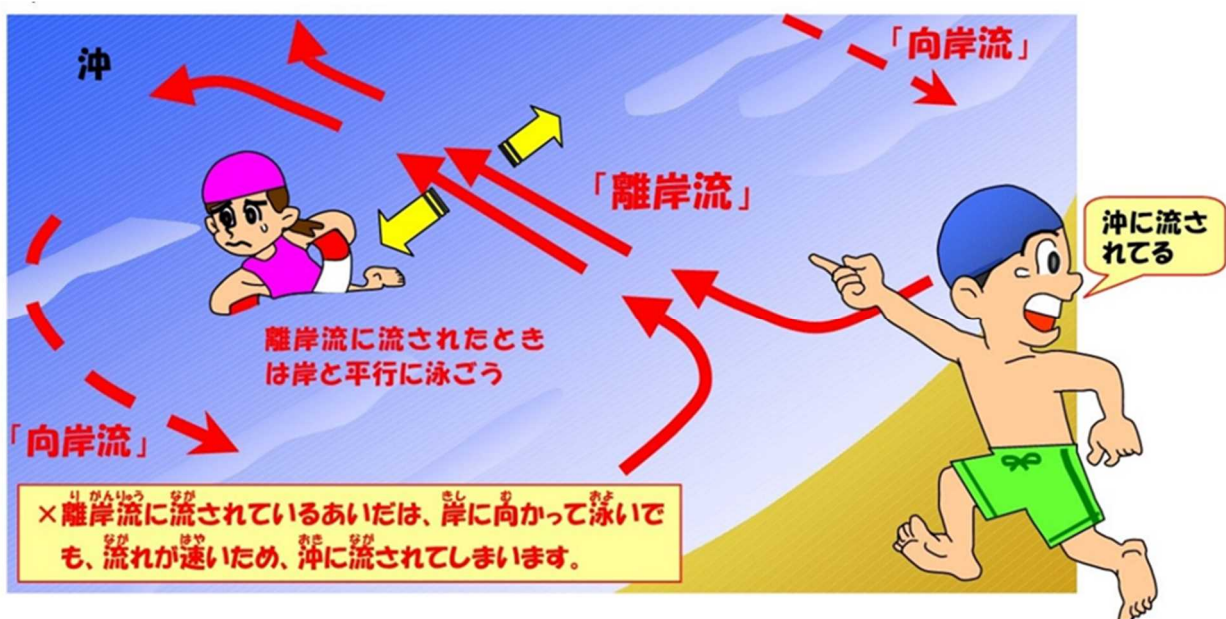 沖
「向岸流」
「離岸流」
沖に流さ
れてる
離岸流に流されたとき
は岸と平行に泳ごう
「向岸流」
×離岸流に流されているあいだは、岸に向かって泳いで
も、流れが速いため、沖に流されてしまいます。